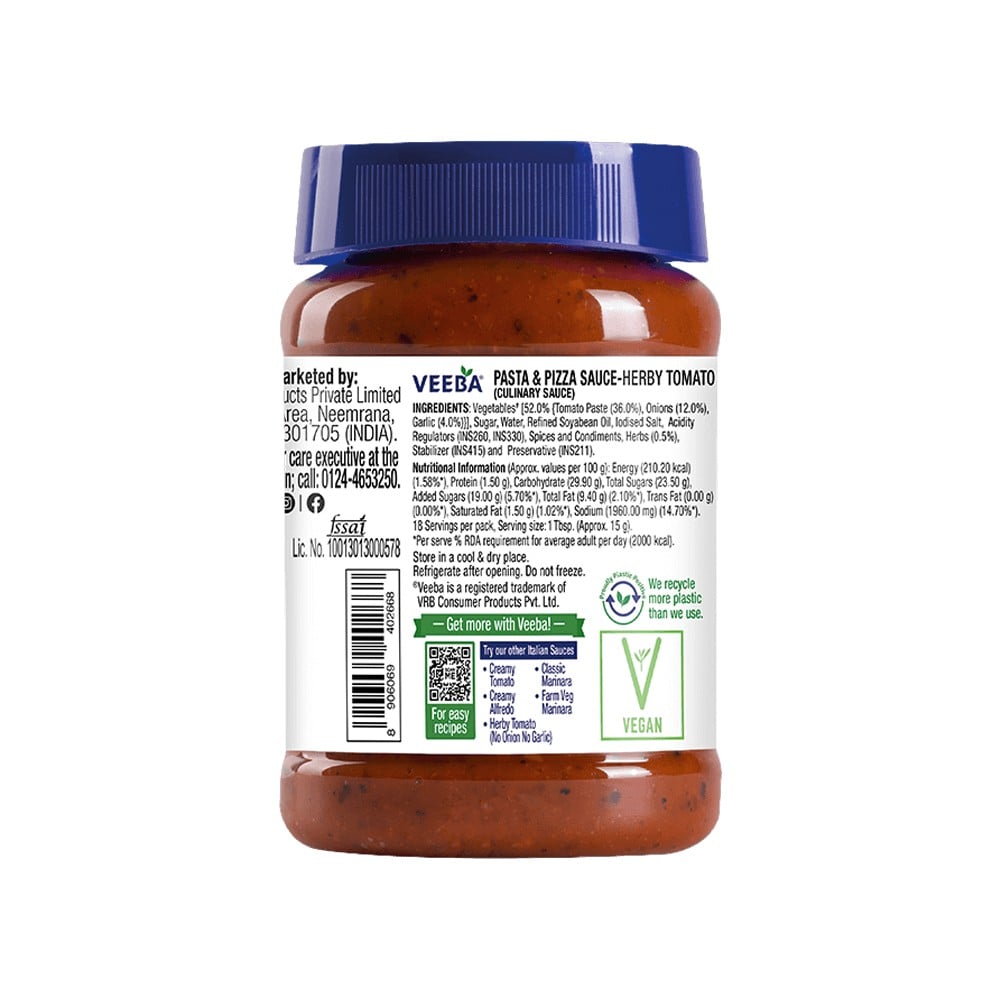 arketed by:
ucts Private Limited
Area, Neemrana,
301705 (INDIA).
care executive at the
n; call: 0124-4653250.
fssai
Lic. No. 10013013000578
8 906069 402668
VEEBA®
PASTA & PIZZA SAUCE-HERBY TOMATO
(CULINARY SAUCE)
INGREDIENTS: Vegetables# [52.0% {Tomato Paste (36.0%), Onions (12.0%),
Garlic (4.0%)}], Sugar, Water, Refined Soyabean Oil, Iodised Salt, Acidity
Regulators (INS260, INS330), Spices and Condiments, Herbs (0.5%),
Stabilizer (INS415) and Preservative (INS211).
Nutritional Information (Approx. values per 100 g): Energy (210.20 kcal)
(1.58%*), Protein (1.50 g), Carbohydrate (29.90 g), Total Sugars (23.50 g),
Added Sugars (19.00 g) (5.70%*), Total Fat (9.40 g) (2.10%*), Trans Fat (0.00 g)
(0.00%*), Saturated Fat (1.50 g) (1.02%*), Sodium (1960.00 mg) (14.70%*).
18 Servings per pack, Serving size: 1 Tbsp. (Approx. 15 g).
*Per serve % RDA requirement for average adult per day (2000 kcal).
Store in a cool & dry place.
Refrigerate after opening. Do not freeze.
®Veeba is a registered trademark of
VRB Consumer Products Pvt. Ltd.
Proudly Plastic Positive
We recycle
more plastic
than we use.
— Get more with Veeba! —
For easy
recipes
Try our other Italian Sauces
• Creamy
Tomato
• Creamy
Alfredo
• Herby Tomato
(No Onion No Garlic)
• Classic
Marinara
• Farm Veg
Marinara
VEGAN